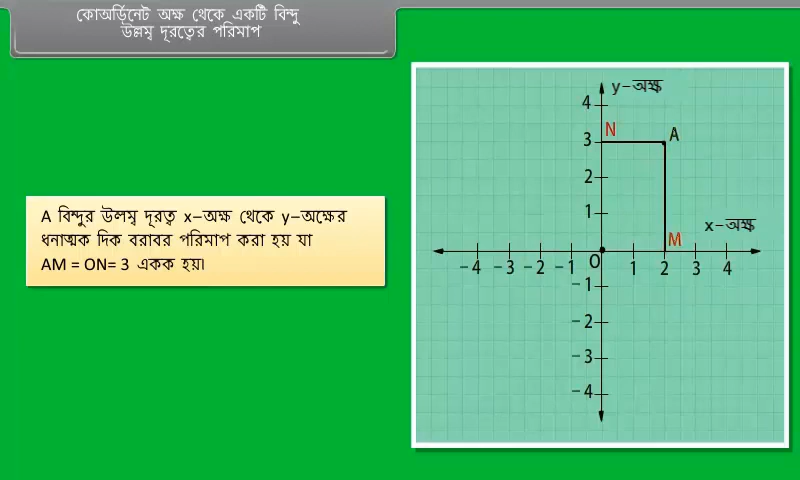 কোঅর্ডিনেট অক্ষ থেকে একটি বিন্দু
উল্লম্ব দূরত্বের পরিমাপ
A বিন্দুর উলম্ব দূরত্ব x–অক্ষ থেকে y–অক্ষের
ধনাত্মক দিক বরাবর পরিমাপ করা হয় যা
AM = ON= 3 একক হয়৷
y–অক্ষ
4
N
A
3
2
1
x–অক্ষ
M
O
–4 –3 –2 –1 1 2 3 4
–1
–2
–3
–4